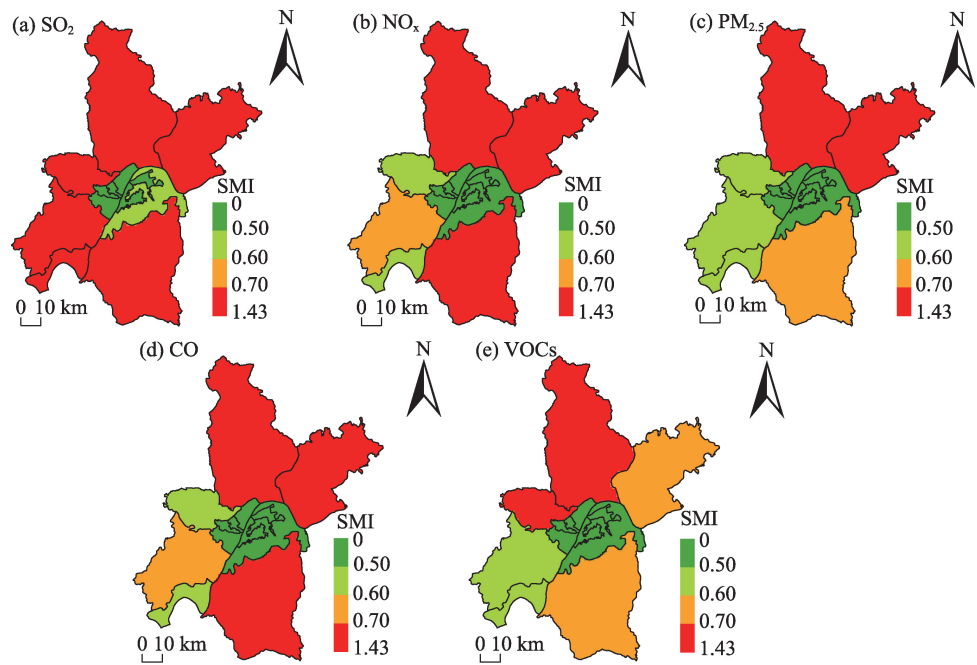 (a) SO₂
N
SMI
0
0.50
0.60
0.70
1.43
0 10 km
(b) NOₓ
N
SMI
0
0.50
0.60
0.70
1.43
0 10 km
(c) PM₂.₅
N
SMI
0
0.50
0.60
0.70
1.43
0 10 km
(d) CO
N
SMI
0
0.50
0.60
0.70
1.43
0 10 km
(e) VOCs
N
SMI
0
0.50
0.60
0.70
1.43
0 10 km